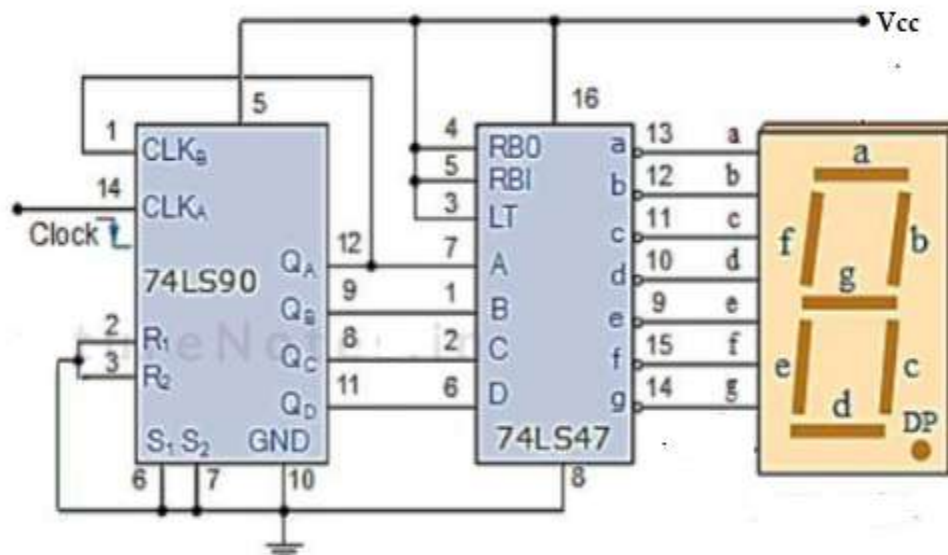 Vcc
5
16
1
CLKB
14
CLKA
Clock
74LS90
12
QA
9
QB
8
QC
11
QD
2
R1
3
R2
S1 S2 GND
6
7
10
4
RB0
5
RBI
3
LT
7
A
1
B
2
C
6
D
74LS47
8
a 13 a
b 12 b
c 11 c
d 10 d
e 9 e
f 15 f
g 14 g
a
f
b
g
e
c
d
DP